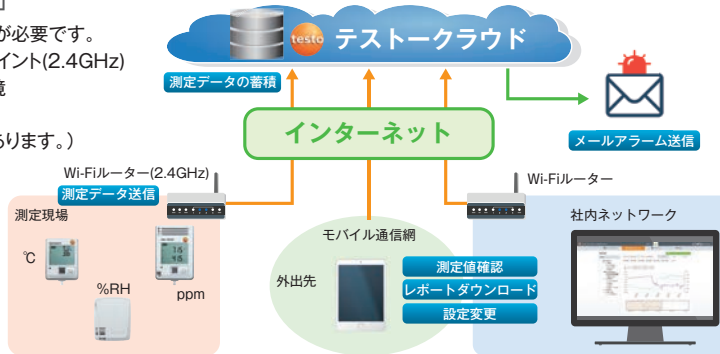 が必要です。
イント(2.4GHz)
境
あります。)
testo テストークラウド
測定データの蓄積
インターネット
メールアラーム送信
Wi-Fiルーター(2.4GHz)
測定データ送信
Wi-Fiルーター
測定現場
℃
%RH
ppm
モバイル通信網
外出先
測定値確認
レポートダウンロード
設定変更
社内ネットワーク